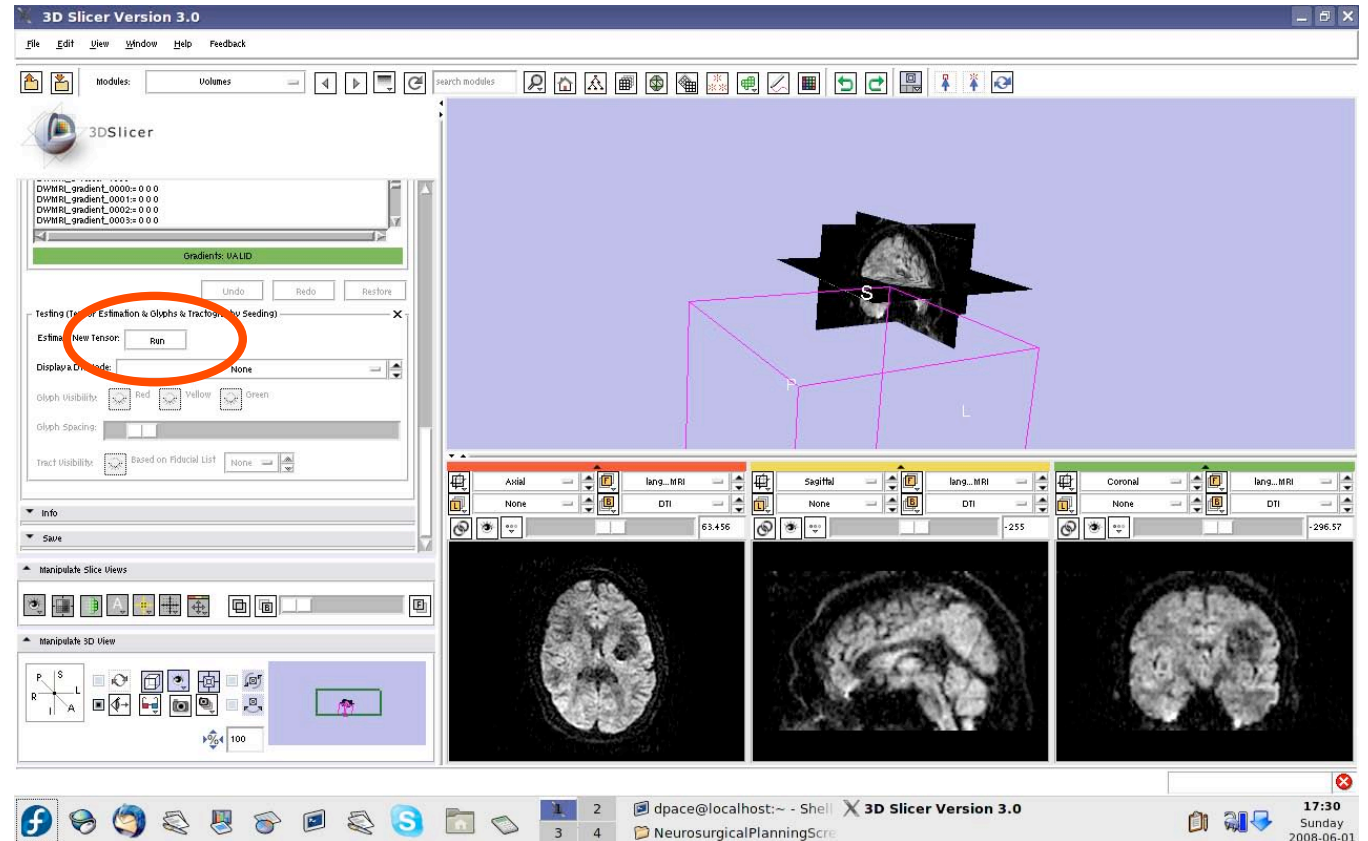 3D Slicer Version 3.0
File Edit View Window Help Feedback
Modules: Volumes search modules
3DSlicer
DWMRI_gradient_0000:= 0 0 0
DWMRI_gradient_0001:= 0 0 0
DWMRI_gradient_0002:= 0 0 0
DWMRI_gradient_0003:= 0 0 0
Gradients: VALID
Undo Redo Restore
Testing (Tensor Estimation & Glyphs & Tractography Seeding)
Estimate New Tensor: Run
Display a DTI Node: None
Glyph Visibility: Red Yellow Green
Glyph Spacing:
Tract Visibility: Based on Fiducial List None
Info
Save
Manipulate Slice Views
A
B F
Manipulate 3D View
P S
R L
I A
100
S
P
L
Axial F lang...MRI
L None B DTI
63.456
Sagittal F lang...MRI
L None B DTI
-255
Coronal F lang...MRI
L None B DTI
-296.57
1 2
3 4
dpace@localhost:~ - Shell
NeurosurgicalPlanningScre
3D Slicer Version 3.0
17:30
Sunday
2008-06-01